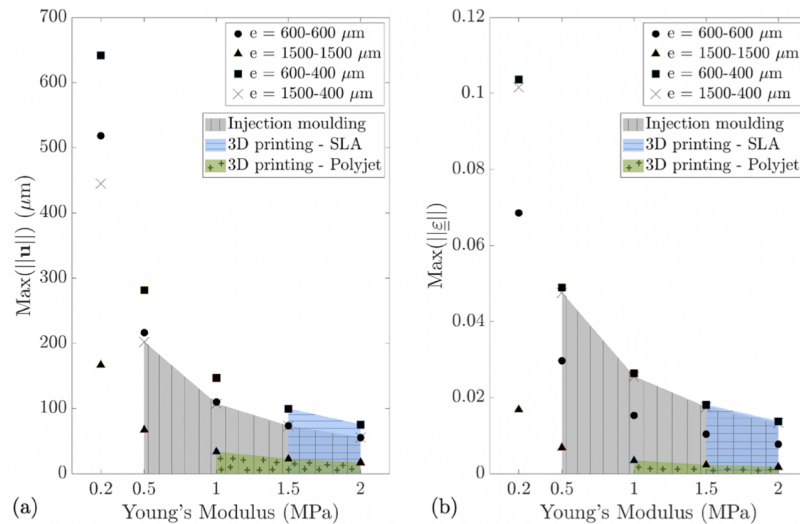 700
600
500
400
300
200
100
0
Max(||u||) (μm)
e = 600-600 μm
e = 1500-1500 μm
e = 600-400 μm
e = 1500-400 μm
Injection moulding
3D printing - SLA
3D printing - Polyjet
0.2 0.5 1 1.5 2
(a) Young's Modulus (MPa)
0.12
0.1
0.08
0.06
0.04
0.02
0
Max(||ε||)
e = 600-600 μm
e = 1500-1500 μm
e = 600-400 μm
e = 1500-400 μm
Injection moulding
3D printing - SLA
3D printing - Polyjet
0.2 0.5 1 1.5 2
(b) Young's Modulus (MPa)